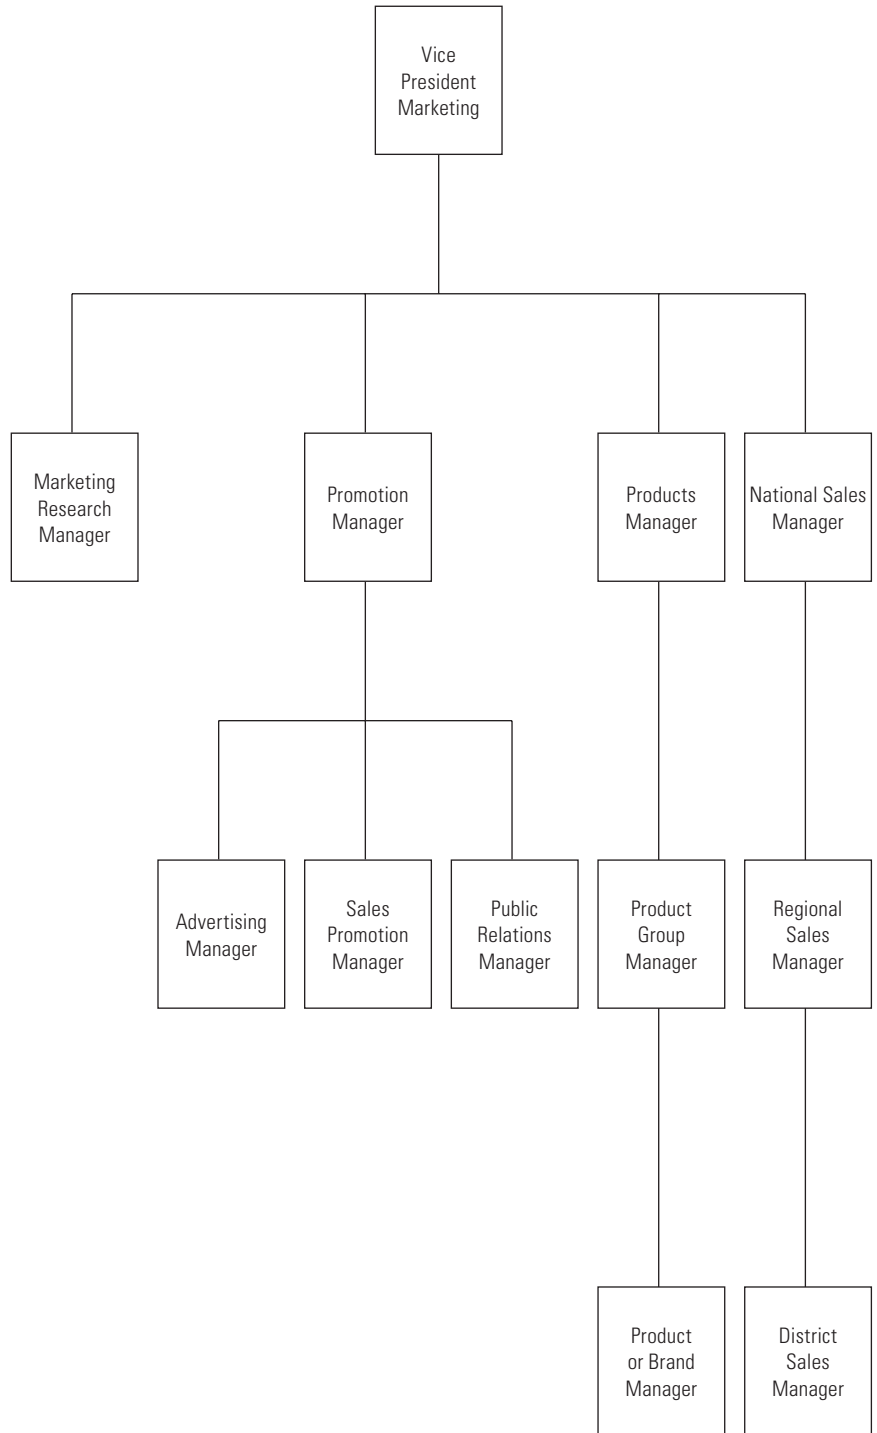 Vice
President
Marketing
Marketing
Research
Manager
Promotion
Manager
Products
Manager
National Sales
Manager
Advertising
Manager
Sales
Promotion
Manager
Public
Relations
Manager
Product
Group
Manager
Regional
Sales
Manager
Product
or Brand
Manager
District
Sales
Manager